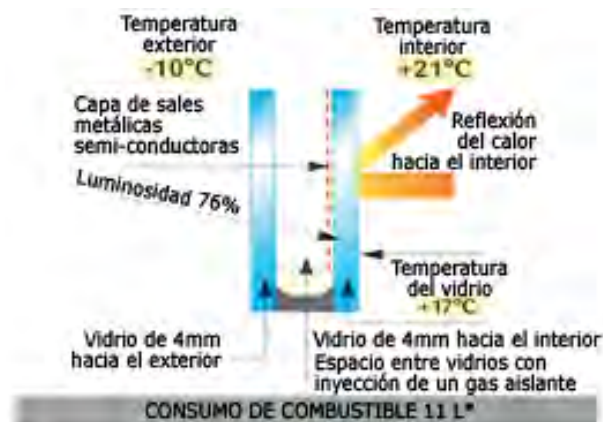 Temperatura
exterior
-10°C
Temperatura
interior
+21°C
Capa de sales
metálicas
semi-conductoras
Reflexión
del calor
hacia el interior
Luminosidad 76%
Temperatura
del vidrio
+17°C
Vidrio de 4mm
hacia el exterior
Vidrio de 4mm hacia el interior
Espacio entre vidrios con
inyección de un gas aislante
CONSUMO DE COMBUSTIBLE 11 L*